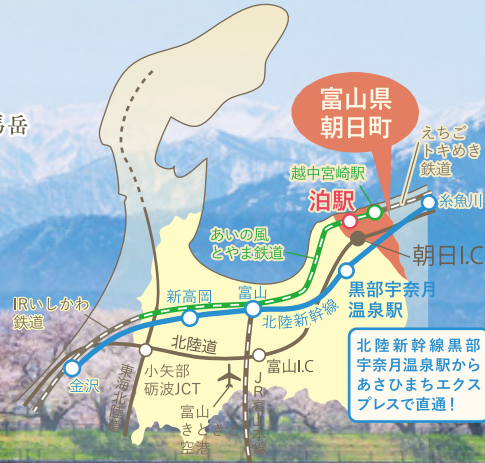 富山県
朝日町
馬岳
えちご
トキめき
鉄道
越中宮崎駅
泊駅
糸魚川
あいの風
とやま鉄道
朝日I.C
黒部宇奈月
温泉駅
新高岡
富山
北陸新幹線
IRいしかわ
鉄道
北陸道
北陸新幹線黒部
宇奈月温泉駅から
あさひまちエクス
プレスで直通！
金沢
小矢部
砺波JCT
富山I.C
東海北陸道
富山
きときと
空港